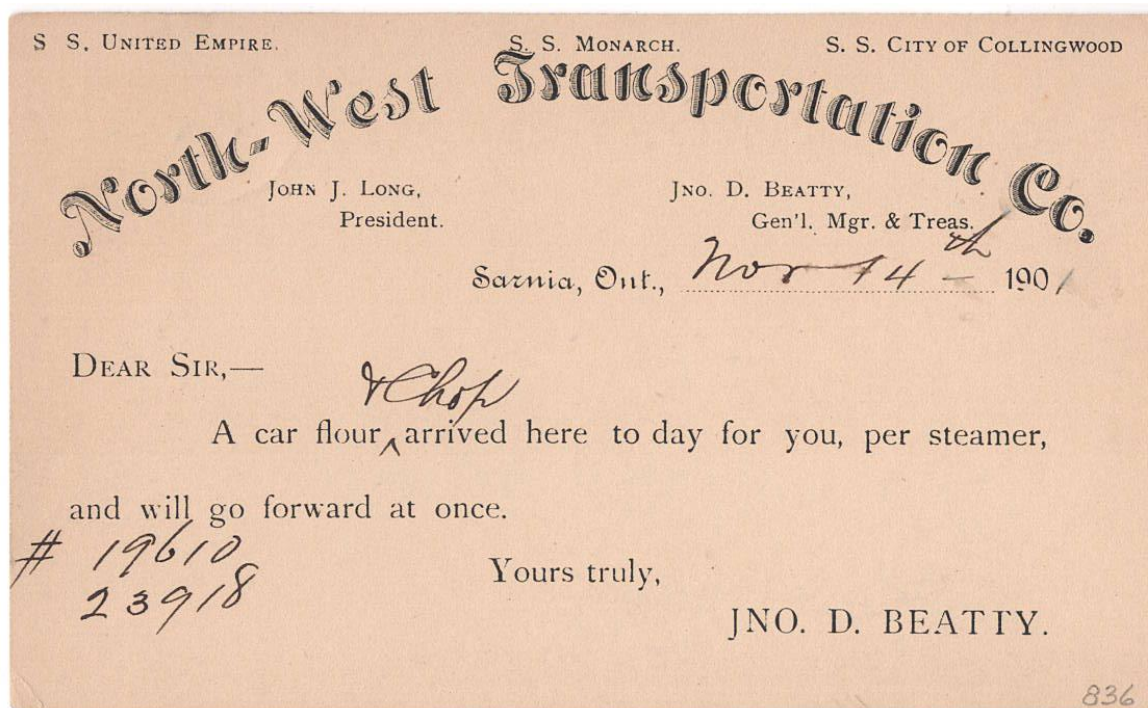 S S. United Empire. S. S. Monarch. S. S. City of Collingwood
North-West Transportation Co.
John J. Long, Jno. D. Beatty,
President. Gen'l. Mgr. & Treas.
Sarnia, Ont., Nov 14th 1901
Dear Sir,—
& Chop
A car flour ‸ arrived here to day for you, per steamer,
and will go forward at once.
# 19610
23918
Yours truly,
JNO. D. BEATTY.
836